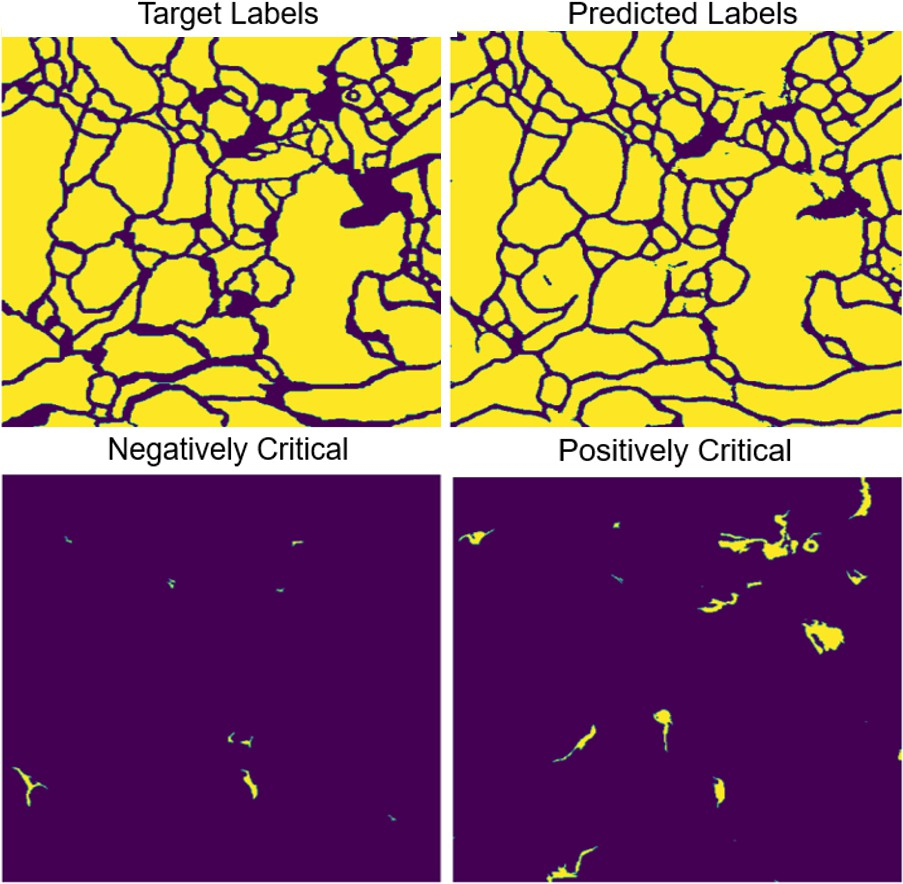 Target Labels
Predicted Labels
Negatively Critical
Positively Critical